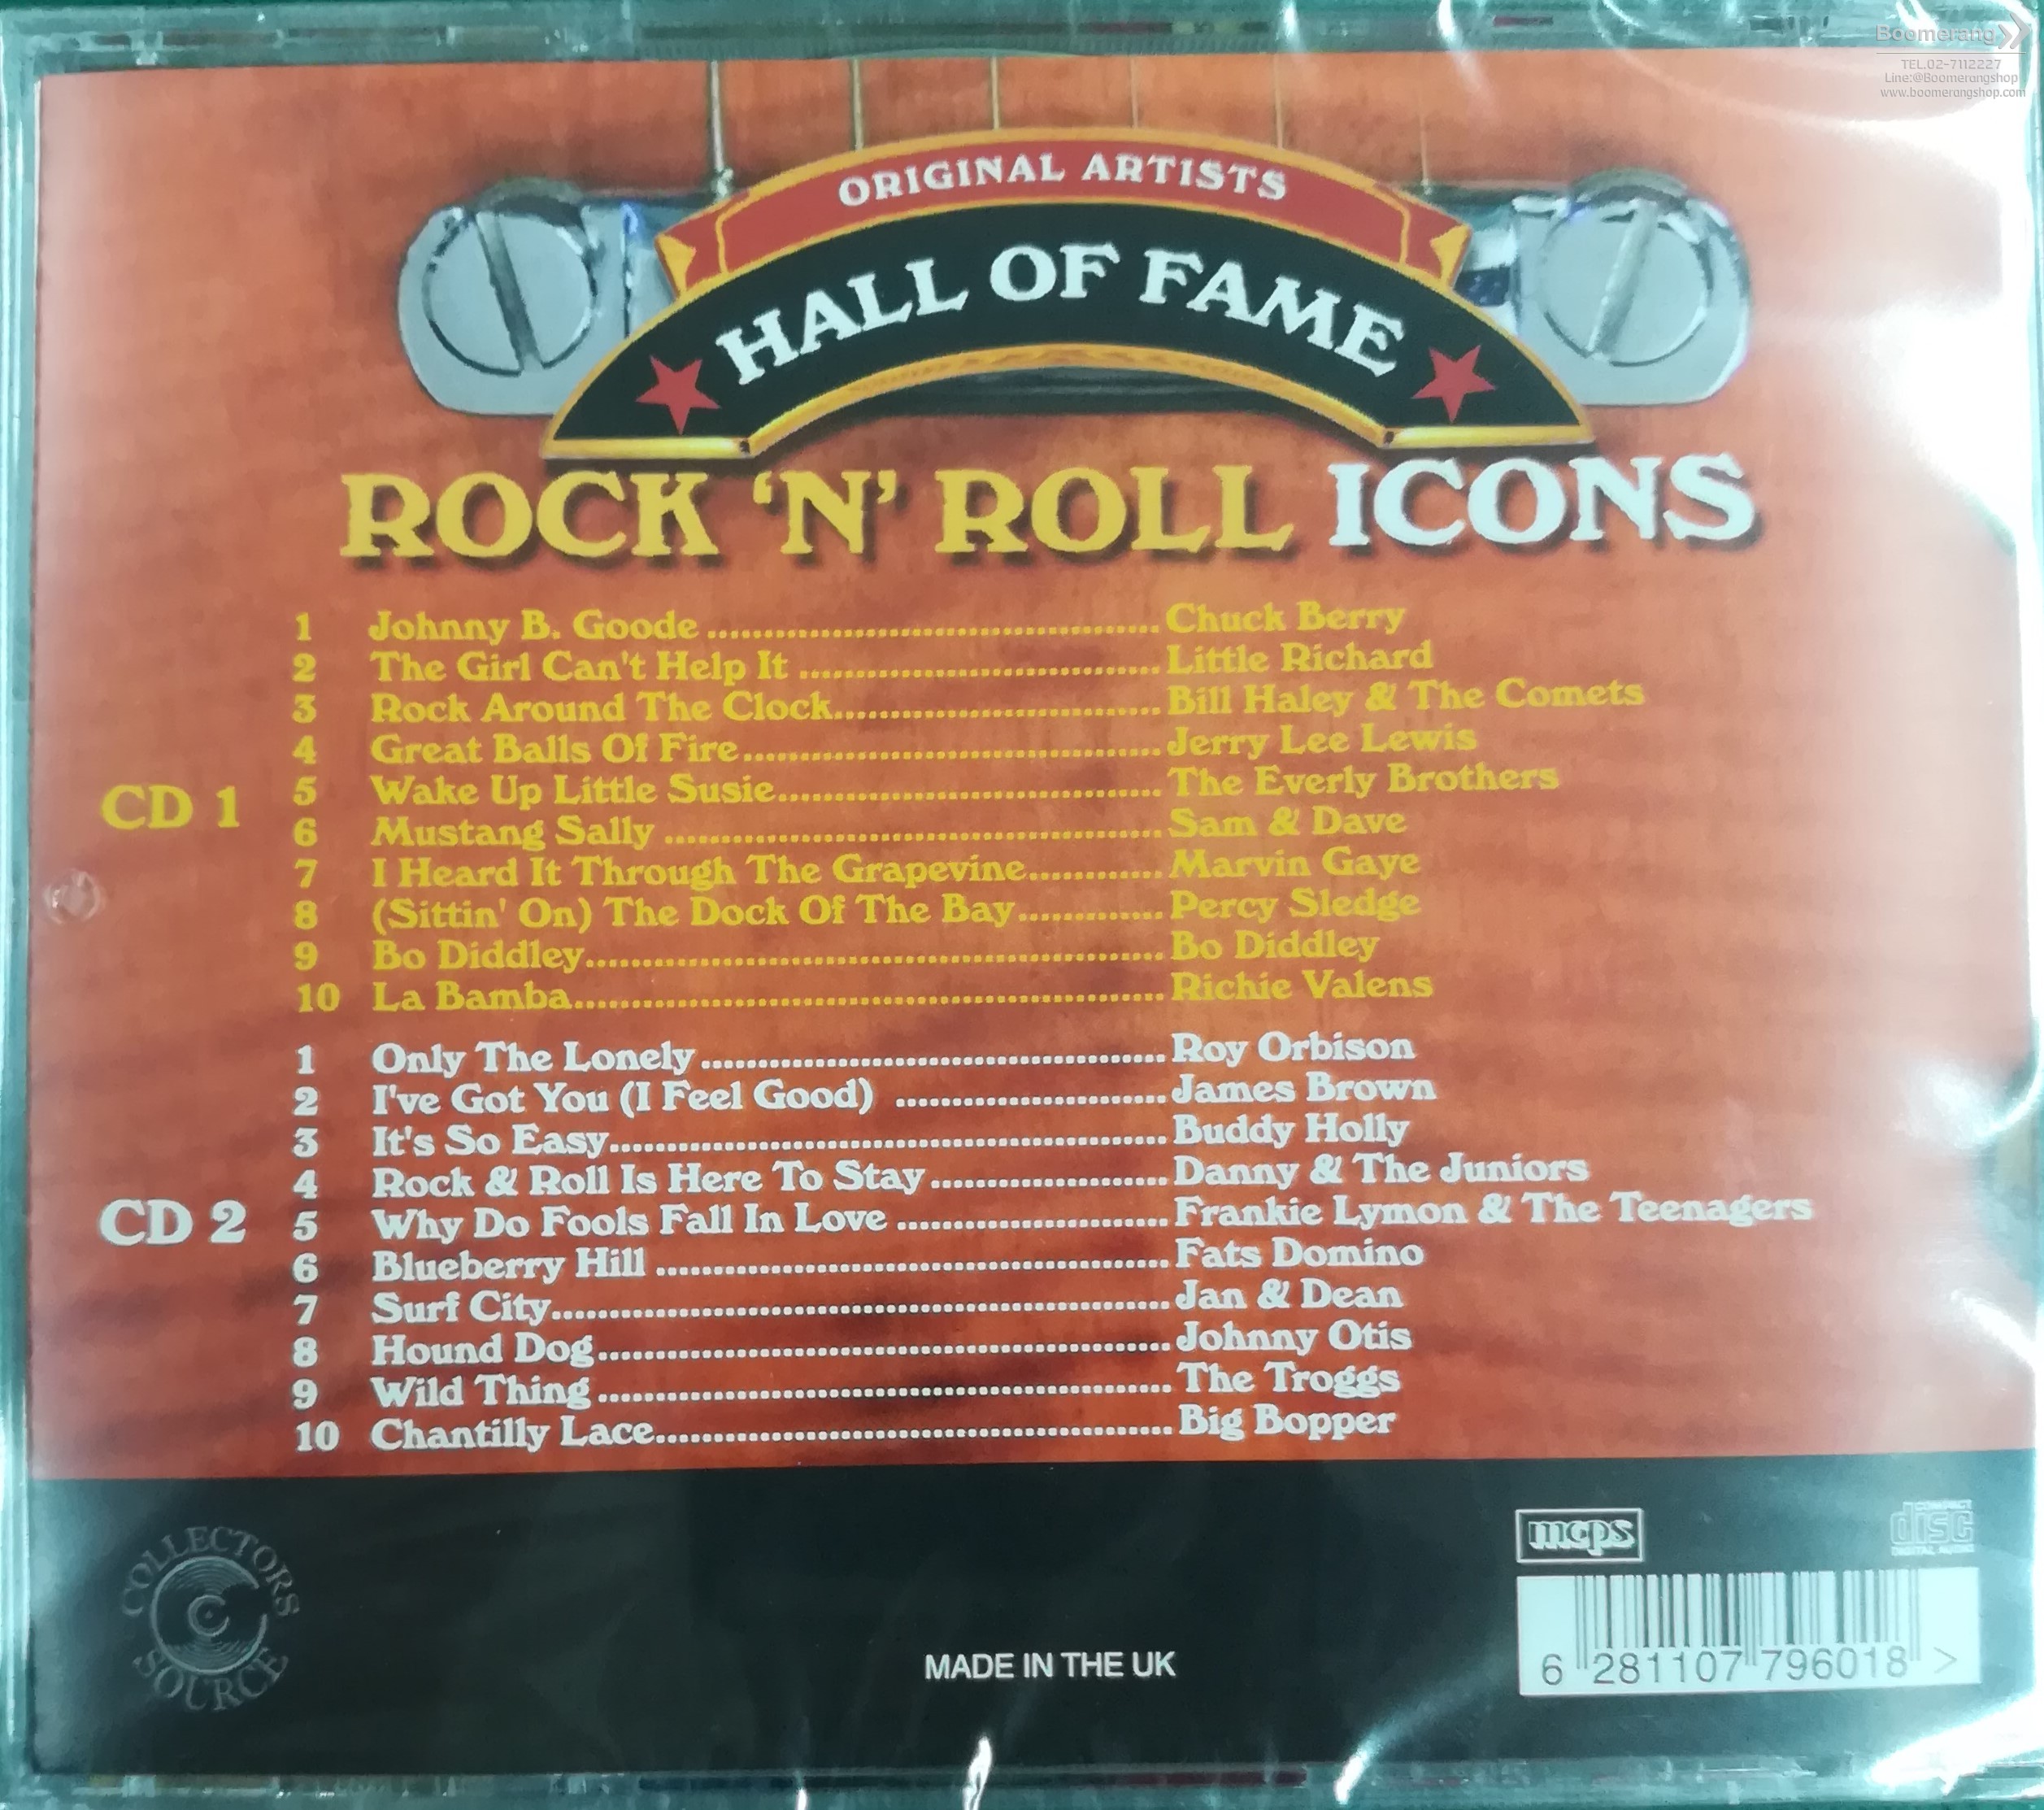 Boomerang
TEL.02-7112227
Line:@Boomerangshop
www.boomerangshop.com
ORIGINAL ARTISTS
HALL OF FAME
ROCK 'N' ROLL ICONS
CD 1
1 Johnny B. Goode ........................................ Chuck Berry
2 The Girl Can't Help It ................................ Little Richard
3 Rock Around The Clock............................. Bill Haley & The Comets
4 Great Balls Of Fire..................................... Jerry Lee Lewis
5 Wake Up Little Susie.................................. The Everly Brothers
6 Mustang Sally ............................................ Sam & Dave
7 I Heard It Through The Grapevine............ Marvin Gaye
8 (Sittin' On) The Dock Of The Bay............. Percy Sledge
9 Bo Diddley................................................... Bo Diddley
10 La Bamba.................................................... Richie Valens
CD 2
1 Only The Lonely ......................................... Roy Orbison
2 I've Got You (I Feel Good) ........................ James Brown
3 It's So Easy................................................. Buddy Holly
4 Rock & Roll Is Here To Stay..................... Danny & The Juniors
5 Why Do Fools Fall In Love ........................ Frankie Lymon & The Teenagers
6 Blueberry Hill ............................................. Fats Domino
7 Surf City...................................................... Jan & Dean
8 Hound Dog.................................................. Johnny Otis
9 Wild Thing .................................................. The Troggs
10 Chantilly Lace............................................. Big Bopper
COLLECTORS
C
SOURCE
MADE IN THE UK
mcps
COMPACT
disc
DIGITAL AUDIO
6 281107 796018 >